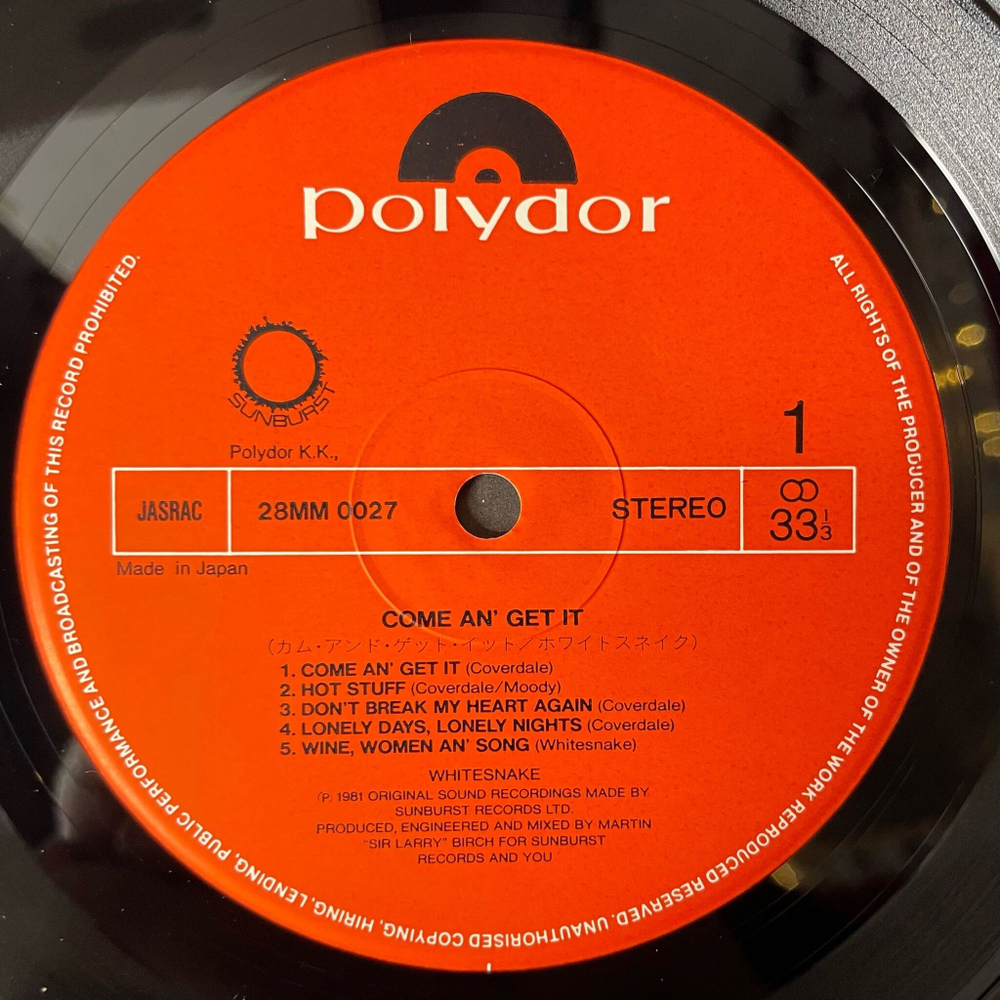 polydor
SUNBURST
Polydor K.K.,
1
JASRAC
28MM 0027
STEREO
33 1/3
Made in Japan
COME AN' GET IT
(カム・アンド・ゲット・イット/ホワイトスネイク)
1. COME AN' GET IT (Coverdale)
2. HOT STUFF (Coverdale/Moody)
3. DON'T BREAK MY HEART AGAIN (Coverdale)
4. LONELY DAYS, LONELY NIGHTS (Coverdale)
5. WINE, WOMEN AN' SONG (Whitesnake)
WHITESNAKE
Ⓟ 1981 ORIGINAL SOUND RECORDINGS MADE BY
SUNBURST RECORDS LTD.
PRODUCED, ENGINEERED AND MIXED BY MARTIN
"SIR LARRY" BIRCH FOR SUNBURST
RECORDS AND YOU
ALL RIGHTS OF THE PRODUCER AND OF THE OWNER OF THE WORK REPRODUCED RESERVED. UNAUTHORISED COPYING, HIRING, LENDING, PUBLIC PERFORMANCE AND BROADCASTING OF THIS RECORD PROHIBITED.